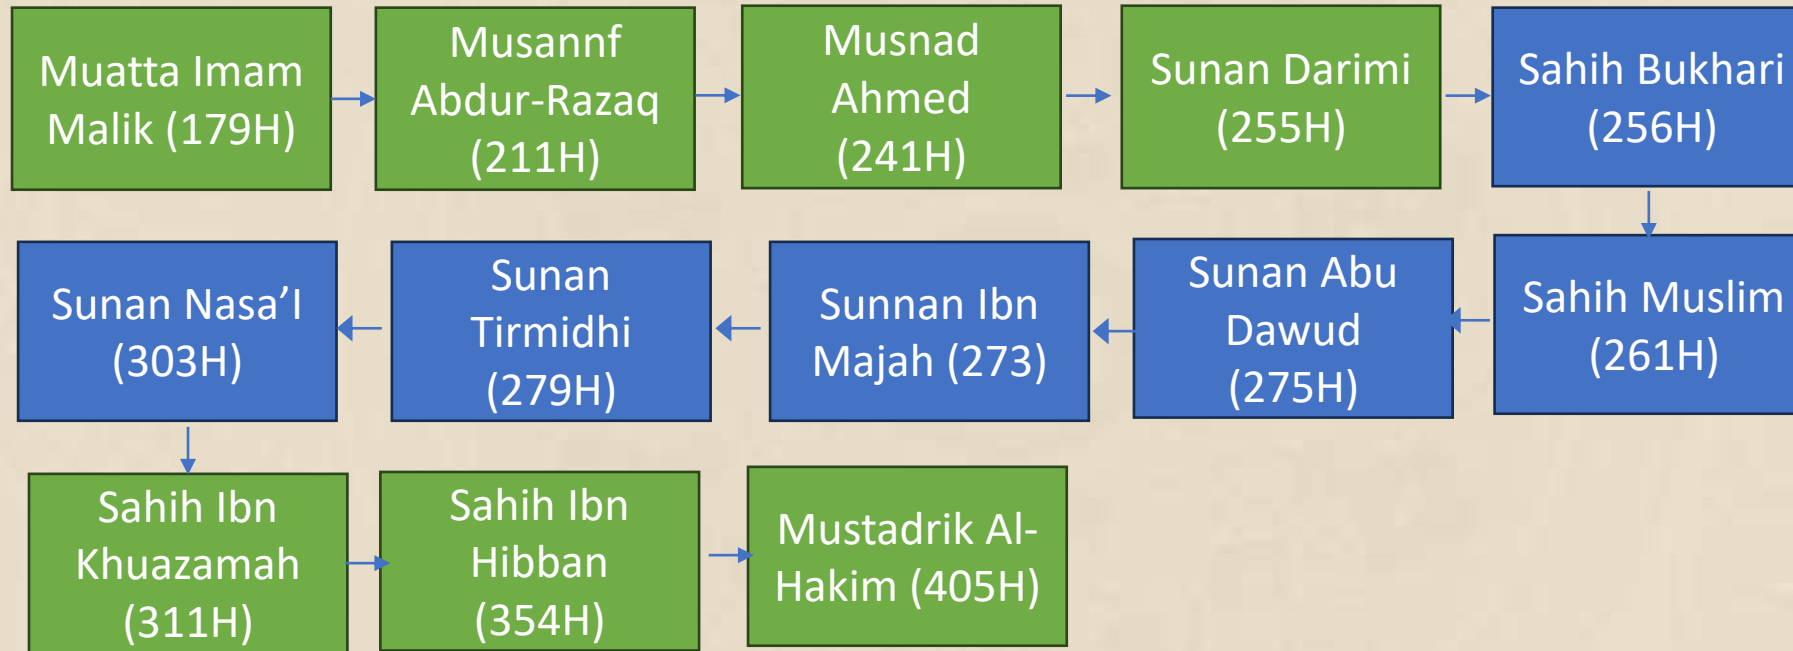 Muatta Imam
Malik (179H)
Musannf
Abdur-Razaq
(211H)
Musnad
Ahmed
(241H)
Sunan Darimi
(255H)
Sahih Bukhari
(256H)
Sahih Muslim
(261H)
Sunan Abu
Dawud
(275H)
Sunnan Ibn
Majah (273)
Sunan
Tirmidhi
(279H)
Sunan Nasa’I
(303H)
Sahih Ibn
Khuazamah
(311H)
Sahih Ibn
Hibban
(354H)
Mustadrik Al-
Hakim (405H)